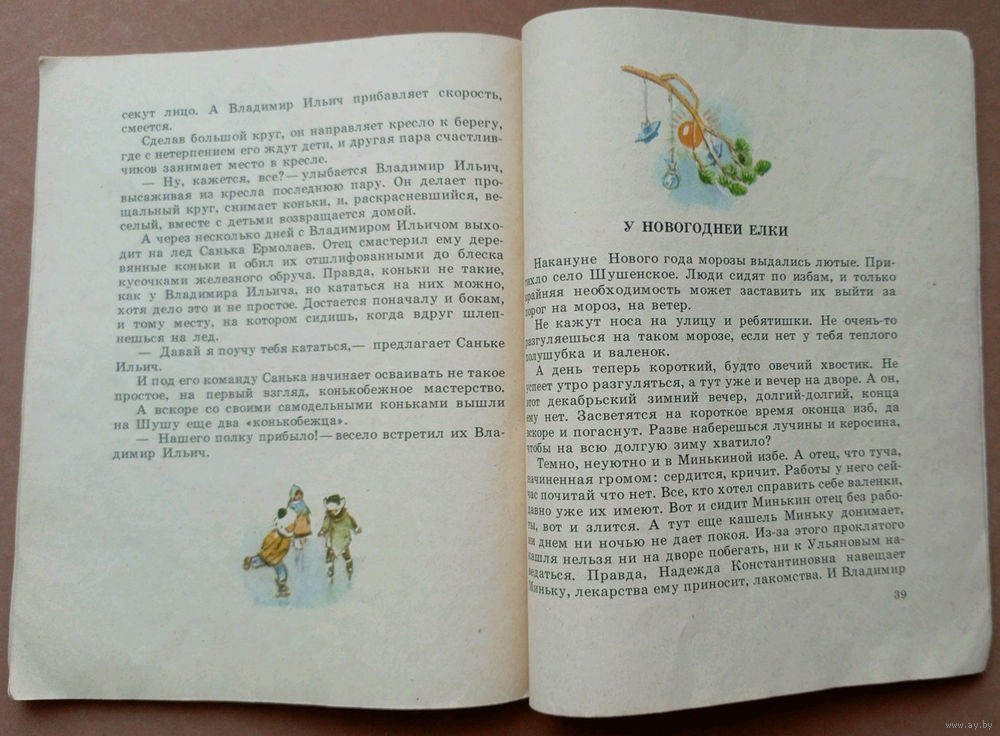 секут лицо. А Владимир Ильич прибавляет скорость,
смеется.
Сделав большой круг, он направляет кресло к берегу,
где с нетерпением его ждут дети, и другая пара счастлив-
чиков занимает место в кресле.
— Ну, кажется, все? — улыбается Владимир Ильич,
высаживая из кресла последнюю пару. Он делает про-
щальный круг, снимает коньки, и, раскрасневшийся, ве-
селый, вместе с детьми возвращается домой.
А через несколько дней с Владимиром Ильичом выхо-
дит на лед Санька Ермолаев. Отец смастерил ему дере-
вянные коньки и обил их отшлифованными до блеска
кусочками железного обруча. Правда, коньки не такие,
как у Владимира Ильича, но кататься на них можно,
хотя дело это и не простое. Достается поначалу и бокам,
и тому месту, на котором сидишь, когда вдруг шлеп-
нешься на лед.
— Давай я поучу тебя кататься,— предлагает Саньке
Ильич.
И под его команду Санька начинает осваивать не такое
простое, на первый взгляд, конькобежное мастерство.
А вскоре со своими самодельными коньками вышли
на Шушу еще два «конькобежца».
— Нашего полку прибыло! — весело встретил их Вла-
димир Ильич.
У НОВОГОДНЕЙ ЕЛКИ
Накануне Нового года морозы выдались лютые. При-
тихло село Шушенское. Люди сидят по избам, и только
крайняя необходимость может заставить их выйти за
порог на мороз, на ветер.
Не кажут носа на улицу и ребятишки. Не очень-то
разгуляешься на таком морозе, если нет у тебя теплого
полушубка и валенок.
А день теперь короткий, будто овечий хвостик. Не
успеет утро разгуляться, а тут уже и вечер на дворе. А он,
этот декабрьский зимний вечер, долгий-долгий, конца
ему нет. Засветятся на короткое время оконца изб, да
вскоре и погаснут. Разве наберешься лучины и керосина,
чтобы на всю долгую зиму хватило?
Темно, неуютно и в Минькиной избе. А отец, что туча,
начиненная громом: сердится, кричит. Работы у него сей-
час почитай что нет. Все, кто хотел справить себе валенки,
давно уже их имеют. Вот и сидит Минькин отец без рабо-
ты, вот и злится. А тут еще кашель Миньку донимает,
ни днем ни ночью не дает покоя. Из-за этого проклятого
кашля нельзя ни на дворе побегать, ни к Ульяновым на-
ведаться. Правда, Надежда Константиновна навещает
Миньку, лекарства ему приносит, лакомства. И Владимир
39
www.ay.by